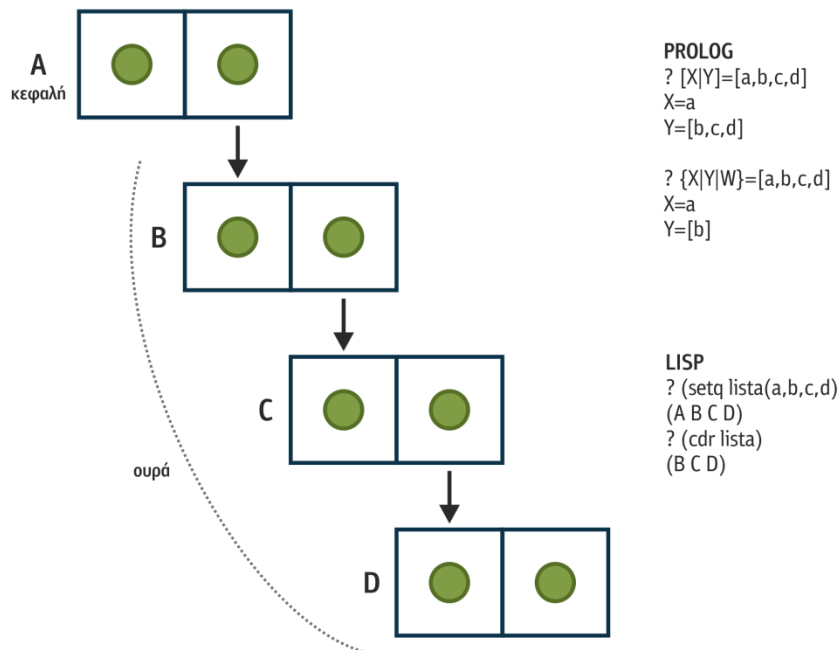 A
κεφαλή
B
C
ουρά
D
PROLOG
? [X|Y]=[a,b,c,d]
X=a
Y=[b,c,d]
? {X|Y|W}=[a,b,c,d]
X=a
Y=[b]
LISP
? (setq lista(a,b,c,d)
(A B C D)
? (cdr lista)
(B C D)